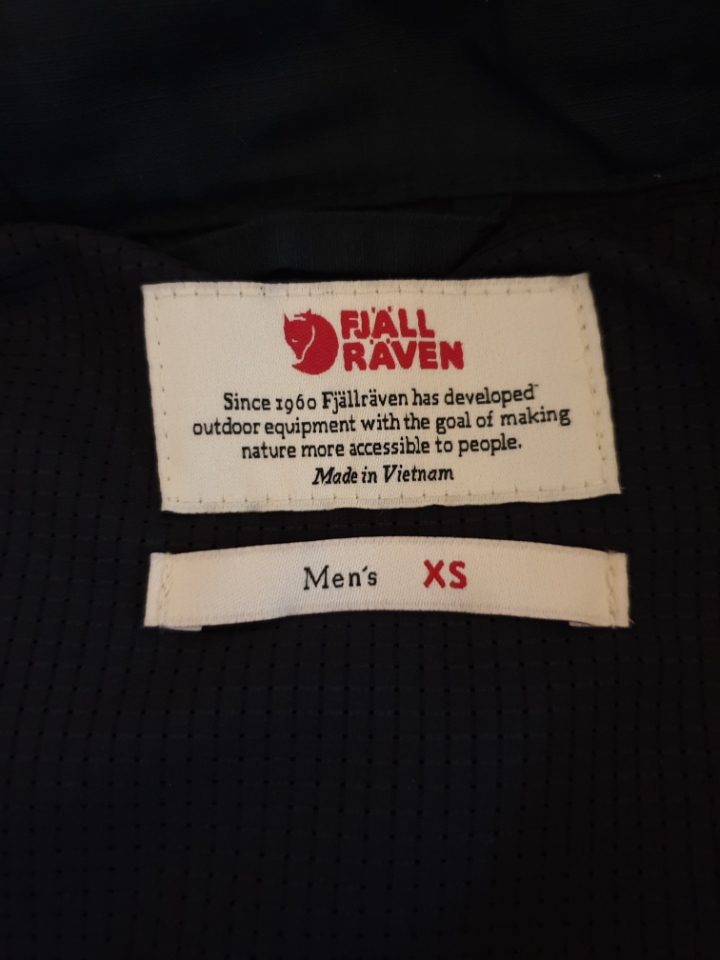 FJÄLL
RÄVEN
Since 1960 Fjällräven has developed
outdoor equipment with the goal of making
nature more accessible to people.
Made in Vietnam
Men's XS